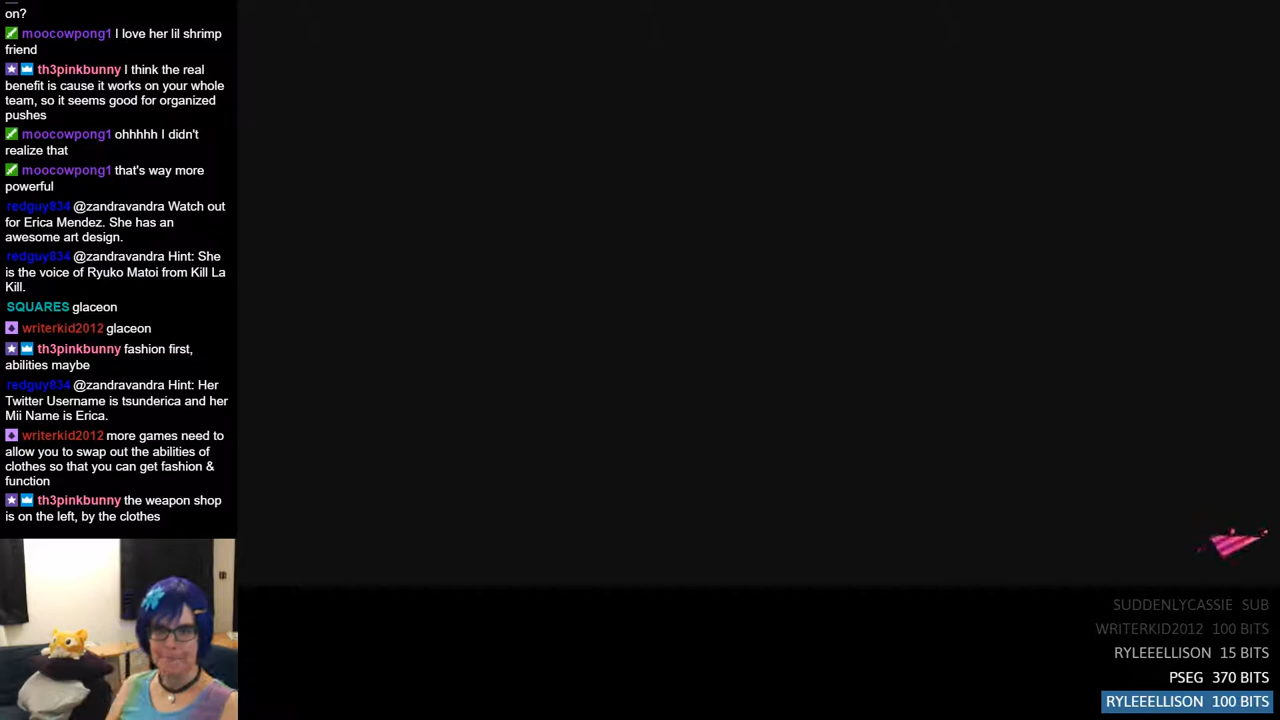 on?
moocowpong1 I love her lil shrimp
friend
th3pinkbunny I think the real
benefit is cause it works on your whole
team, so it seems good for organized
pushes
moocowpong1 ohhhhh I didn't
realize that
moocowpong1 that's way more
powerful
redguy834 @zandravandra Watch out
for Erica Mendez. She has an
awesome art design.
redguy834 @zandravandra Hint: She
is the voice of Ryuko Matoi from Kill La
Kill.
SQUARES glaceon
writerkid2012 glaceon
th3pinkbunny fashion first,
abilities maybe
redguy834 @zandravandra Hint: Her
Twitter Username is tsunderica and her
Mii Name is Erica.
writerkid2012 more games need to
allow you to swap out the abilities of
clothes so that you can get fashion &
function
th3pinkbunny the weapon shop
is on the left, by the clothes
SUDDENLYCASSIE SUB
WRITERKID2012 100 BITS
RYLEEELLISON 15 BITS
PSEG 370 BITS
RYLEEELLISON 100 BITS